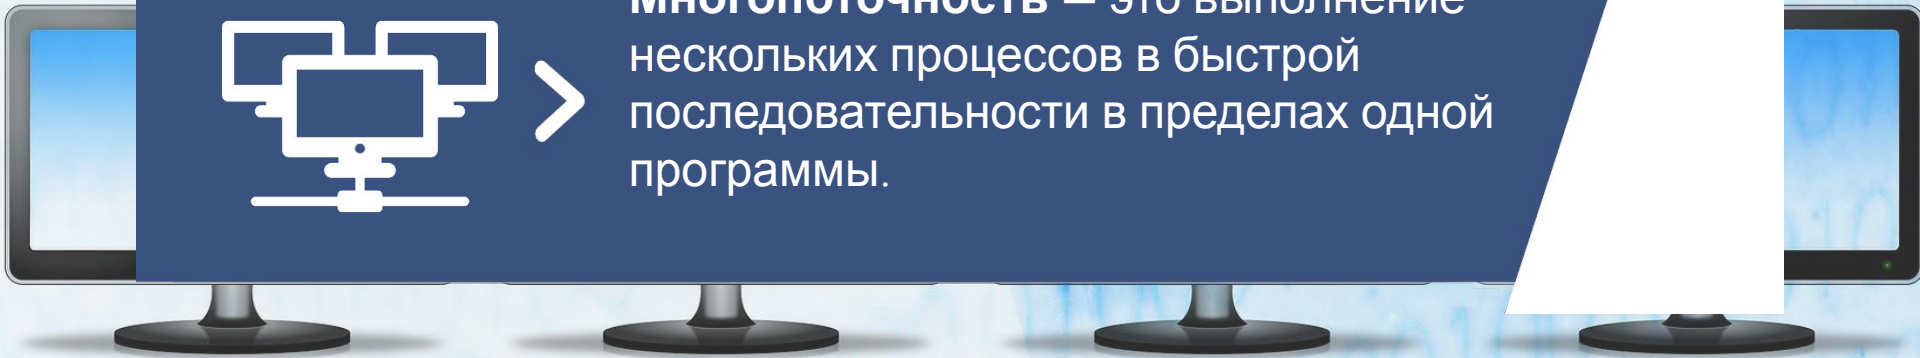 Многопоточность – это выполнение
нескольких процессов в быстрой
последовательности в пределах одной
программы.